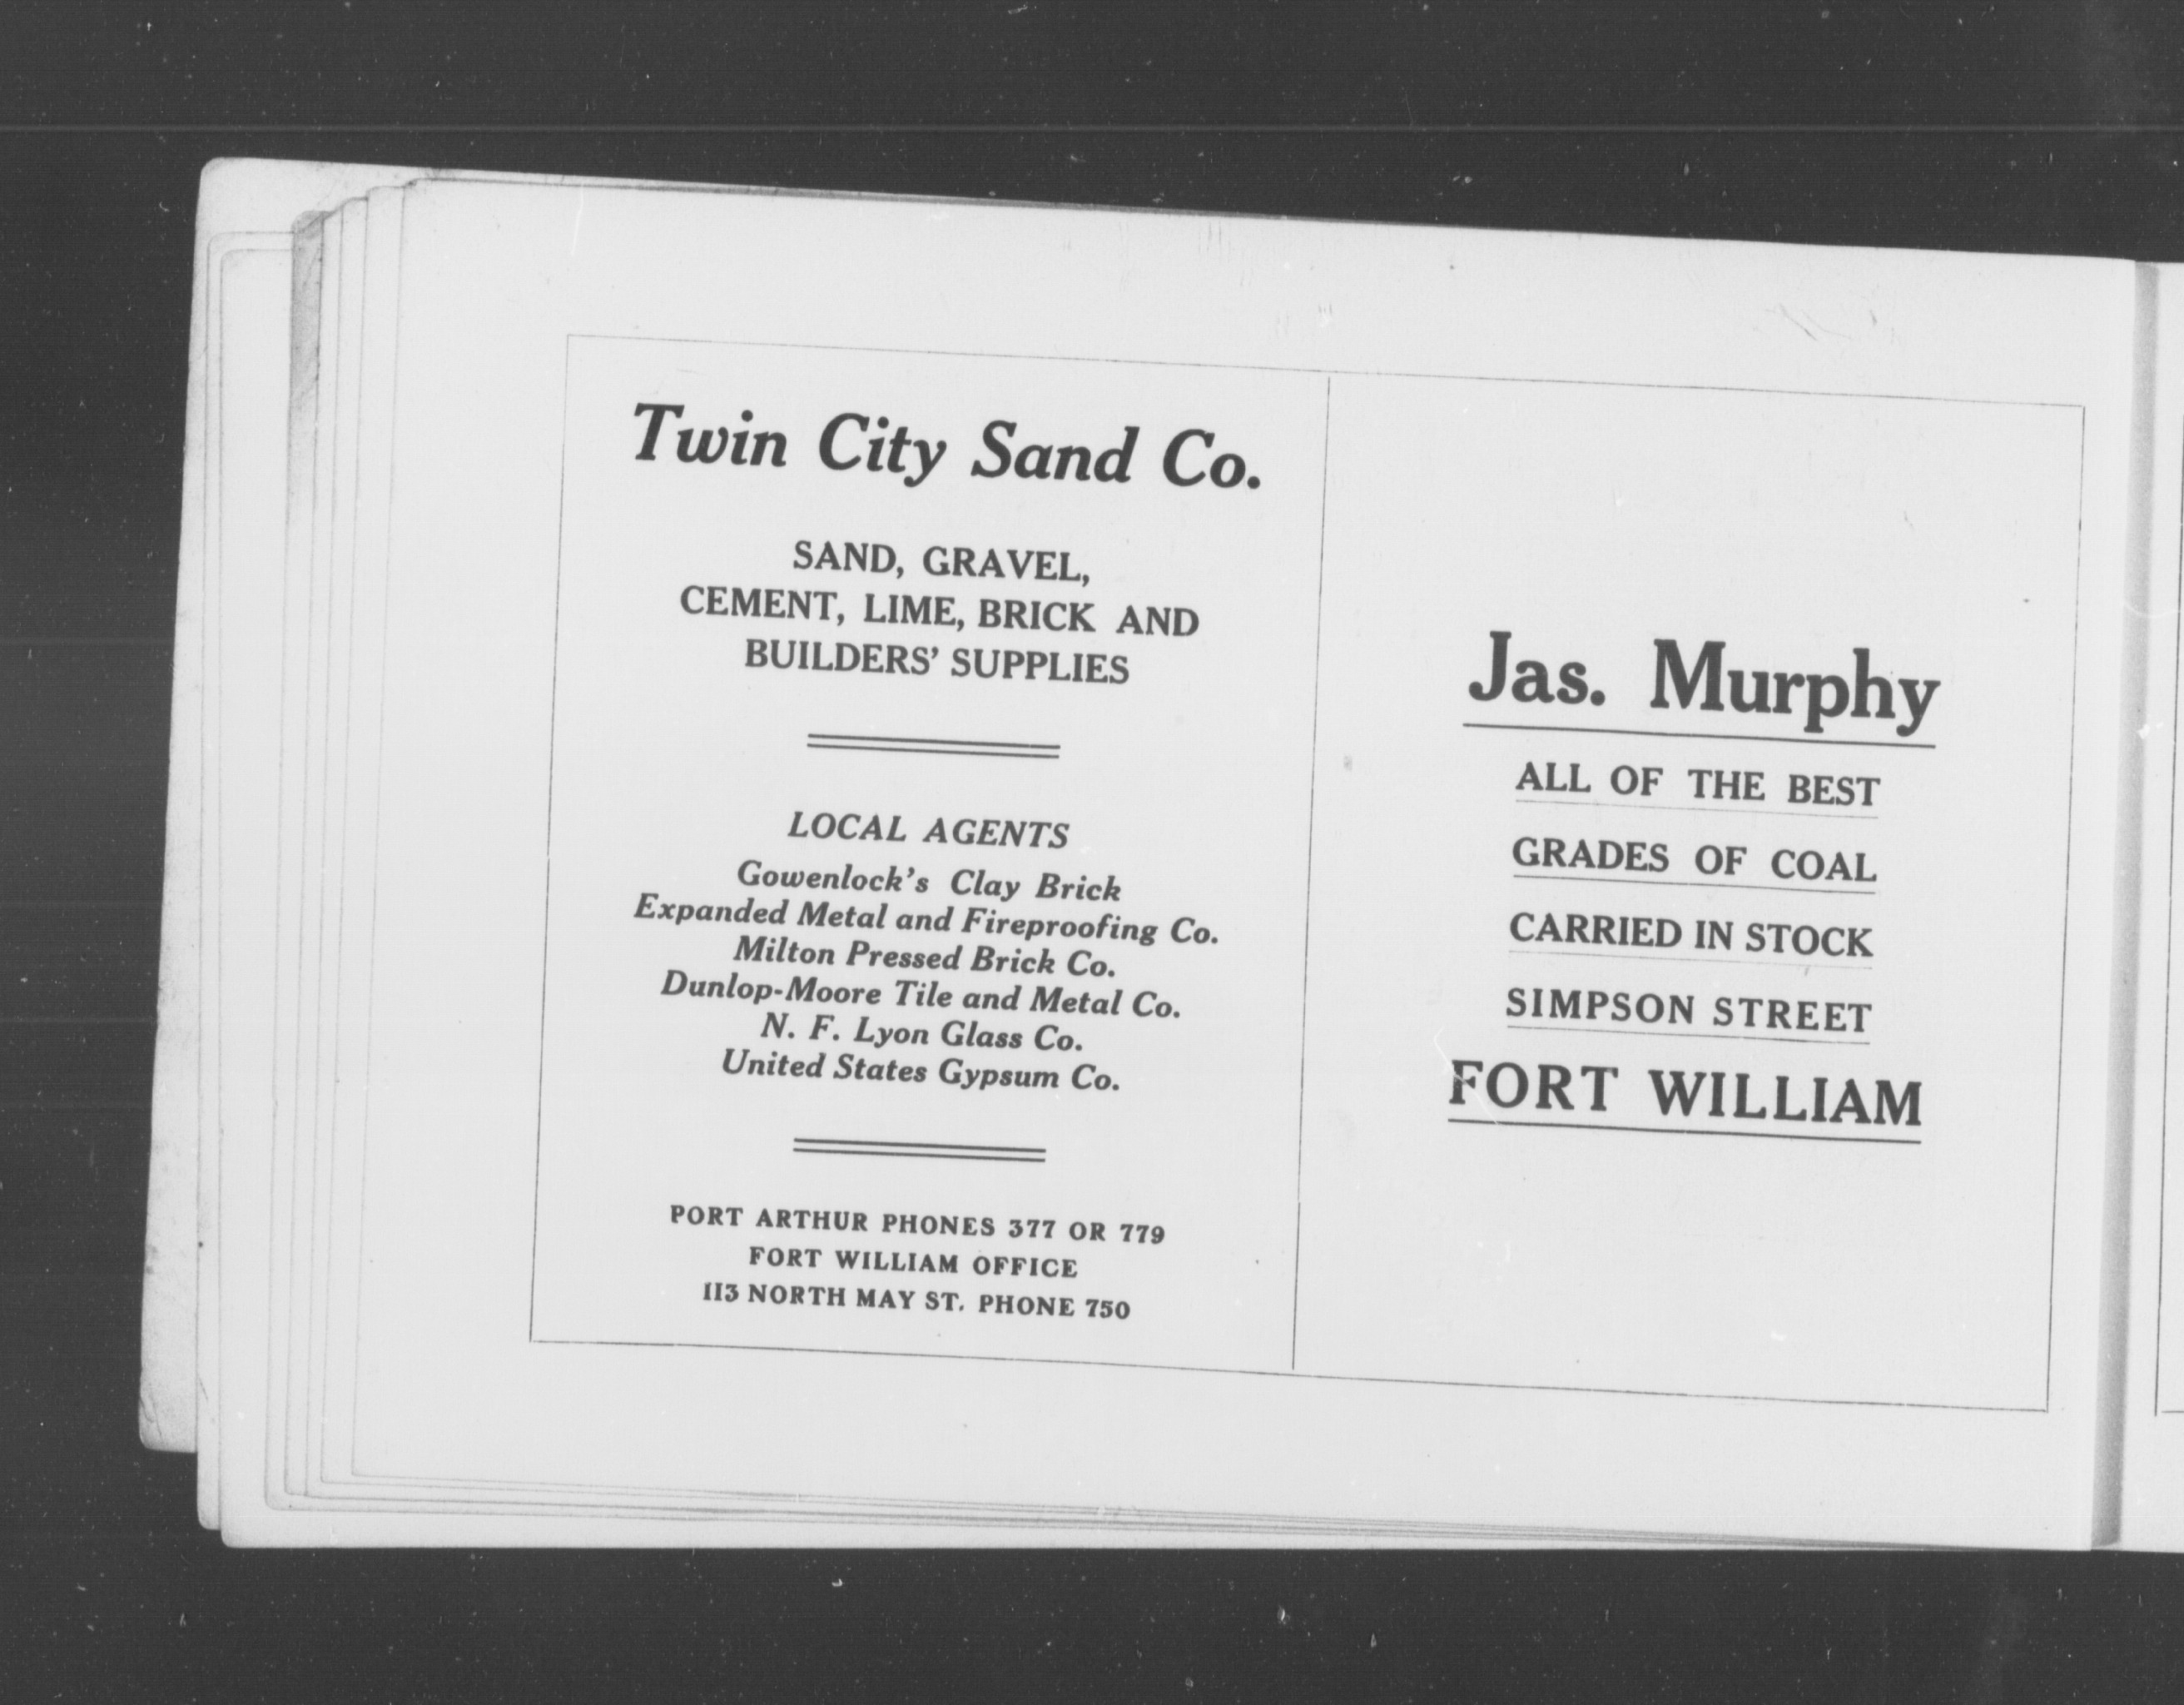 Twin City Sand Co.
SAND, GRAVEL,
CEMENT, LIME, BRICK AND
BUILDERS' SUPPLIES
LOCAL AGENTS
Gowenlock's Clay Brick
Expanded Metal and Fireproofing Co.
Milton Pressed Brick Co.
Dunlop-Moore Tile and Metal Co.
N. F. Lyon Glass Co.
United States Gypsum Co.
PORT ARTHUR PHONES 377 OR 779
FORT WILLIAM OFFICE
113 NORTH MAY ST. PHONE 750
Jas. Murphy
ALL OF THE BEST
GRADES OF COAL
CARRIED IN STOCK
SIMPSON STREET
FORT WILLIAM